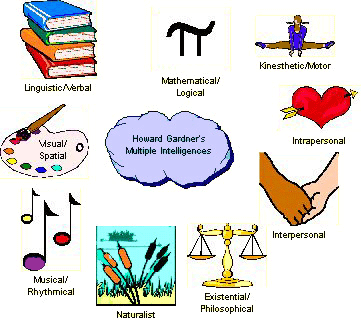 Linguistic/Verbal
Mathematical/
Logical
Kinesthetic/Motor
Visual/
Spatial
Howard Gardner's
Multiple Intelligences
Intrapersonal
Interpersonal
Musical/
Rhythmical
Naturalist
Existential/
Philosophical